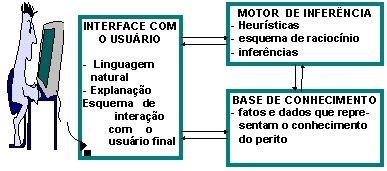 INTERFACE COM
O USUÁRIO
- Linguagem
natural
- Explanação
Esquema de
interação
com o
usuário final
MOTOR DE INFERÊNCIA
- Heurísticas
- esquema de raciocínio
- inferências
BASE DE CONHECIMENTO
- fatos e dados que repre-
sentam o conhecimento
do perito